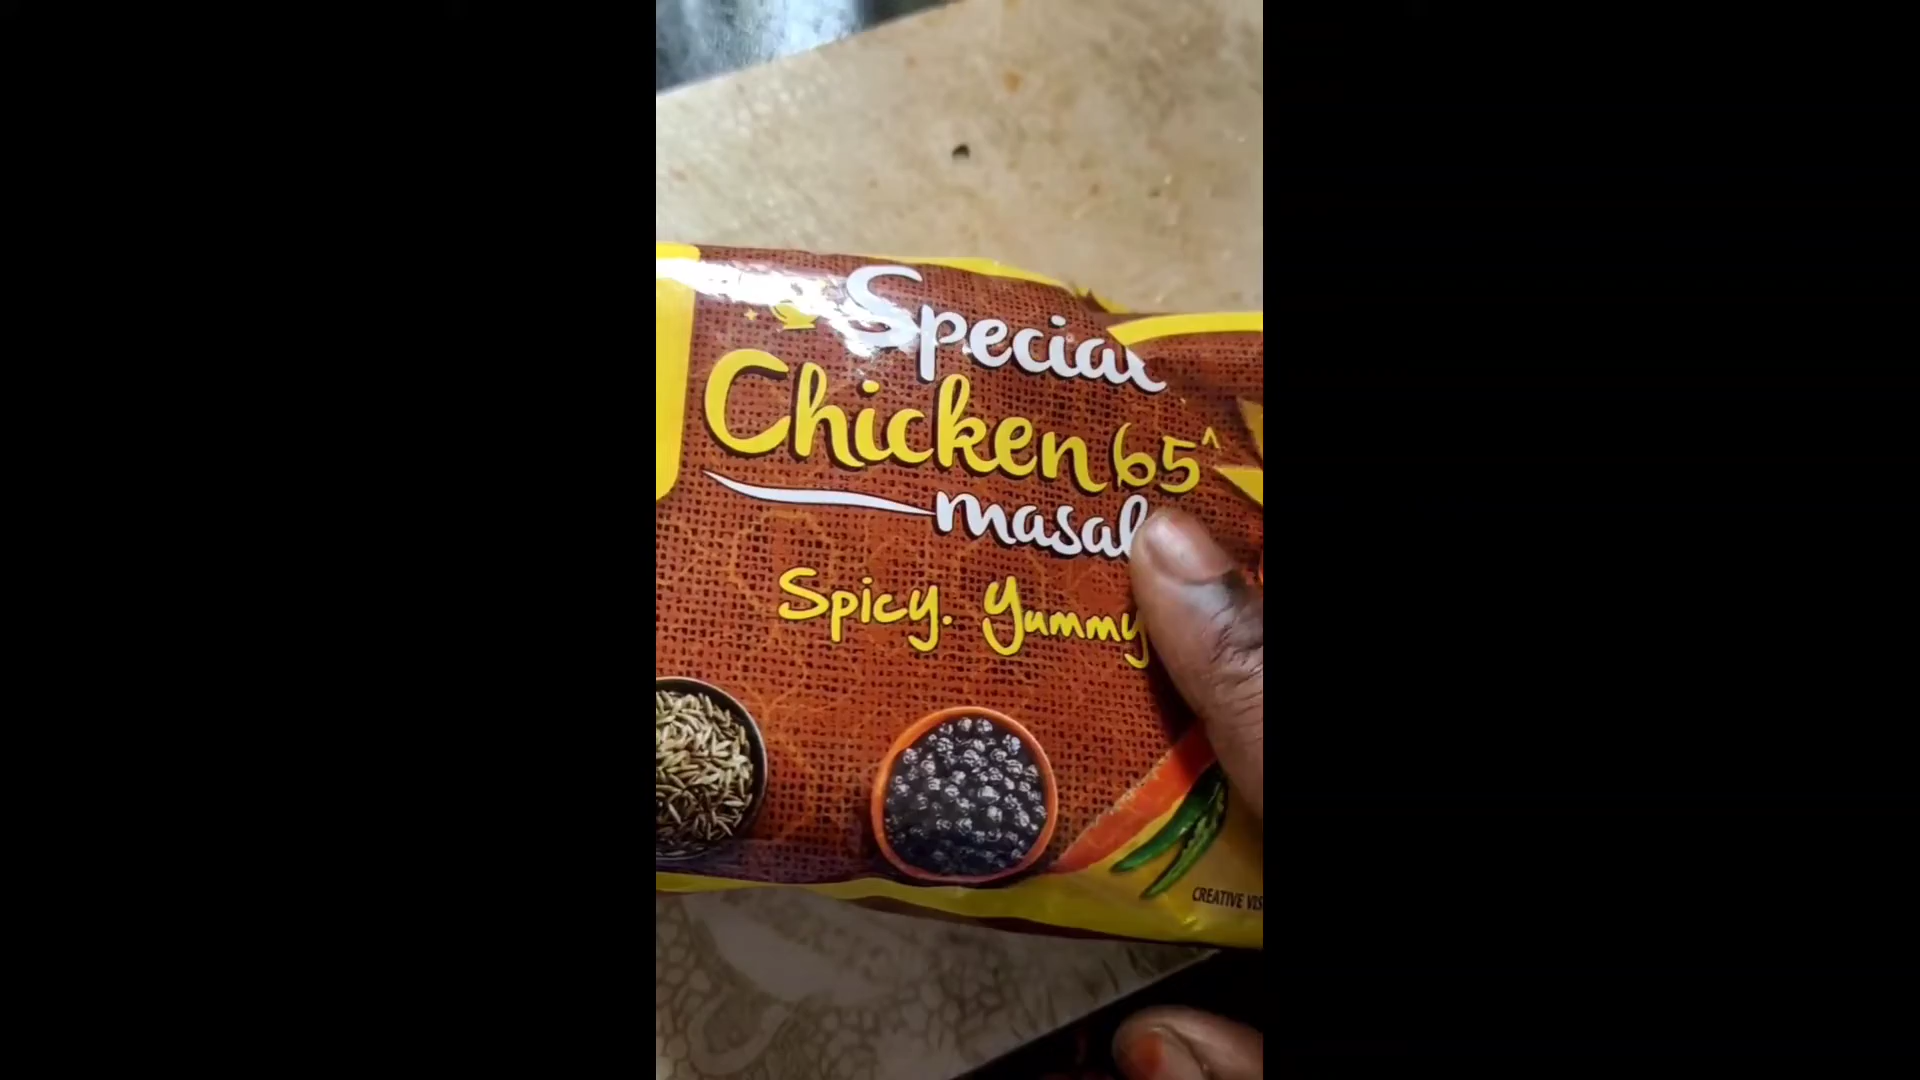 Special
Chicken 65^
masal
Spicy. Yummy
CREATIVE VIS